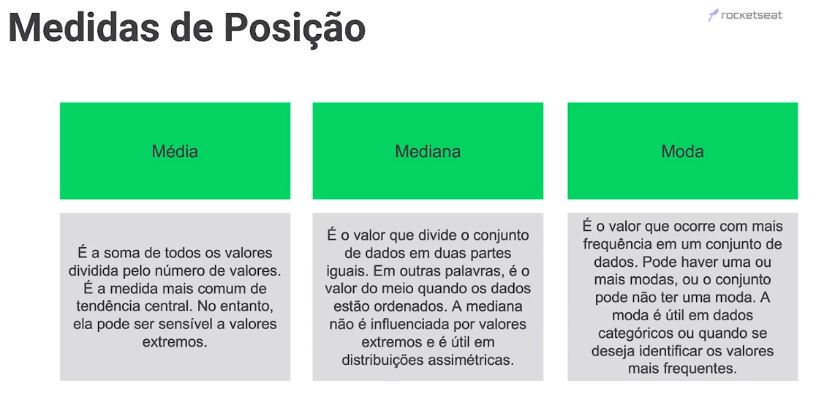 Medidas de Posição
rocketseat
Média
Mediana
Moda
É a soma de todos os valores
dividida pelo número de valores.
É a medida mais comum de
tendência central. No entanto,
ela pode ser sensível a valores
extremos.
É o valor que divide o conjunto
de dados em duas partes
iguais. Em outras palavras, é o
valor do meio quando os dados
estão ordenados. A mediana
não é influenciada por valores
extremos e é útil em
distribuições assimétricas.
É o valor que ocorre com mais
frequência em um conjunto de
dados. Pode haver uma ou
mais modas, ou o conjunto
pode não ter uma moda. A
moda é útil em dados
categóricos ou quando se
deseja identificar os valores
mais frequentes.